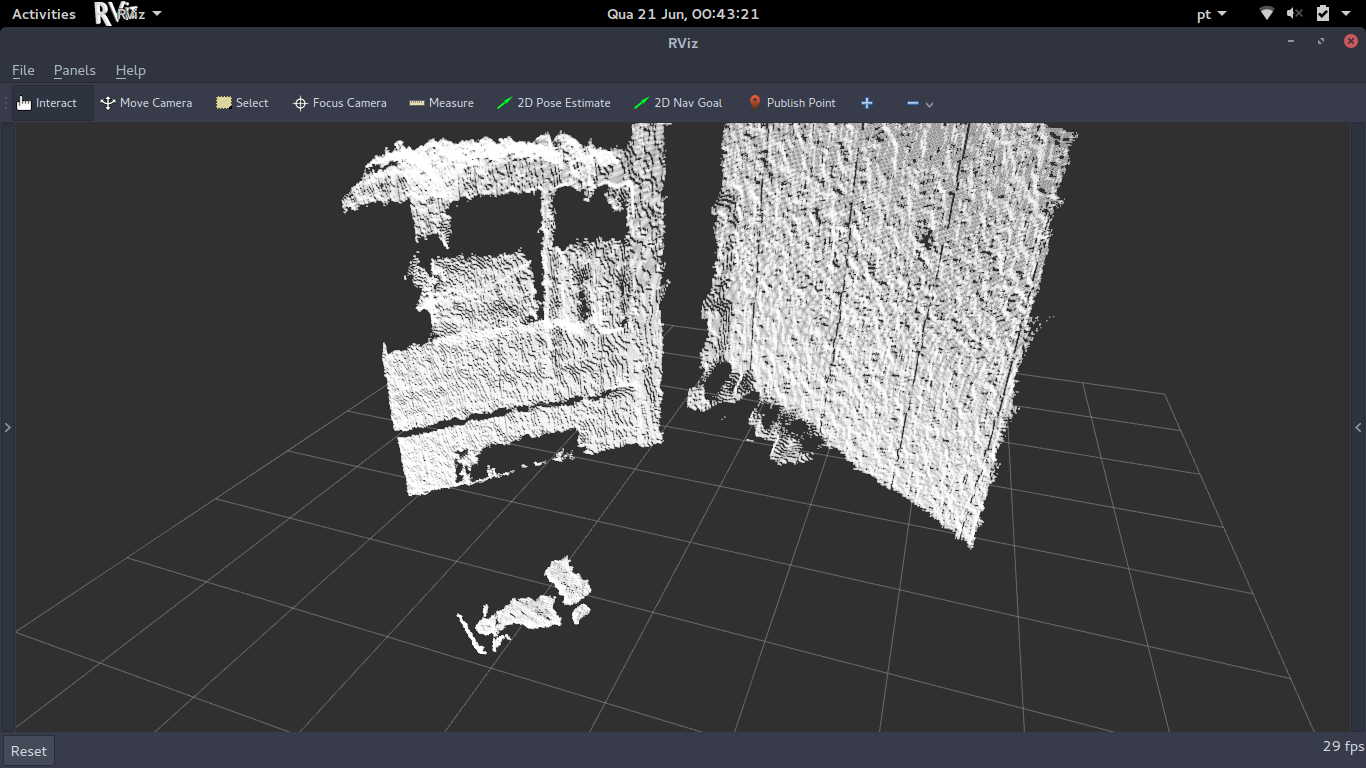 Activities RViz Qua 21 Jun, 00:43:21 pt
RViz
File Panels Help
Interact Move Camera Select Focus Camera Measure 2D Pose Estimate 2D Nav Goal Publish Point
Reset 29 fps